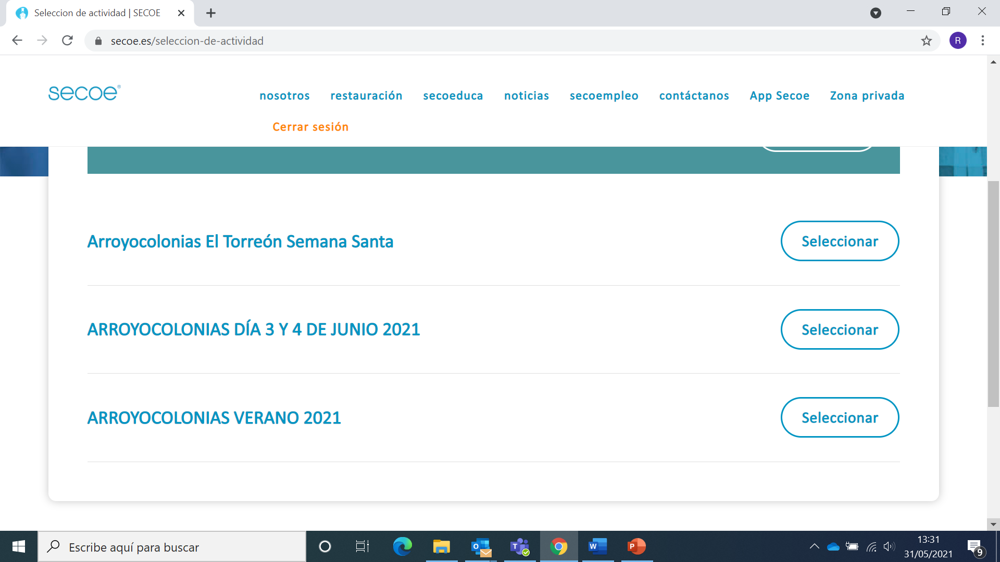 Seleccion de actividad | SECOE
secoe.es/seleccion-de-actividad
R
secoe®
nosotros restauración secoeduca noticias secoempleo contáctanos App Secoe Zona privada
Cerrar sesión
Arroyocolonias El Torreón Semana Santa Seleccionar
ARROYOCOLONIAS DÍA 3 Y 4 DE JUNIO 2021 Seleccionar
ARROYOCOLONIAS VERANO 2021 Seleccionar
Escribe aquí para buscar
13:31
31/05/2021
9